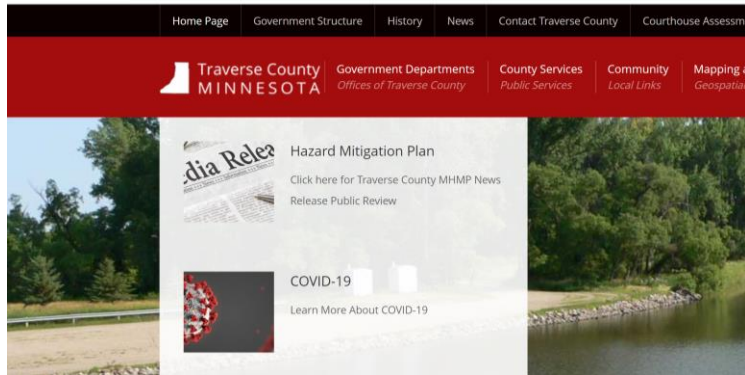 Home Page Government Structure History News Contact Traverse County Courthouse Assessm
Traverse County
MINNESOTA
Government Departments
Offices of Traverse County
County Services
Public Services
Community
Local Links
Mapping a
Geospatia
dia Relea
Hazard Mitigation Plan
Click here for Traverse County MHMP News
Release Public Review
COVID-19
Learn More About COVID-19